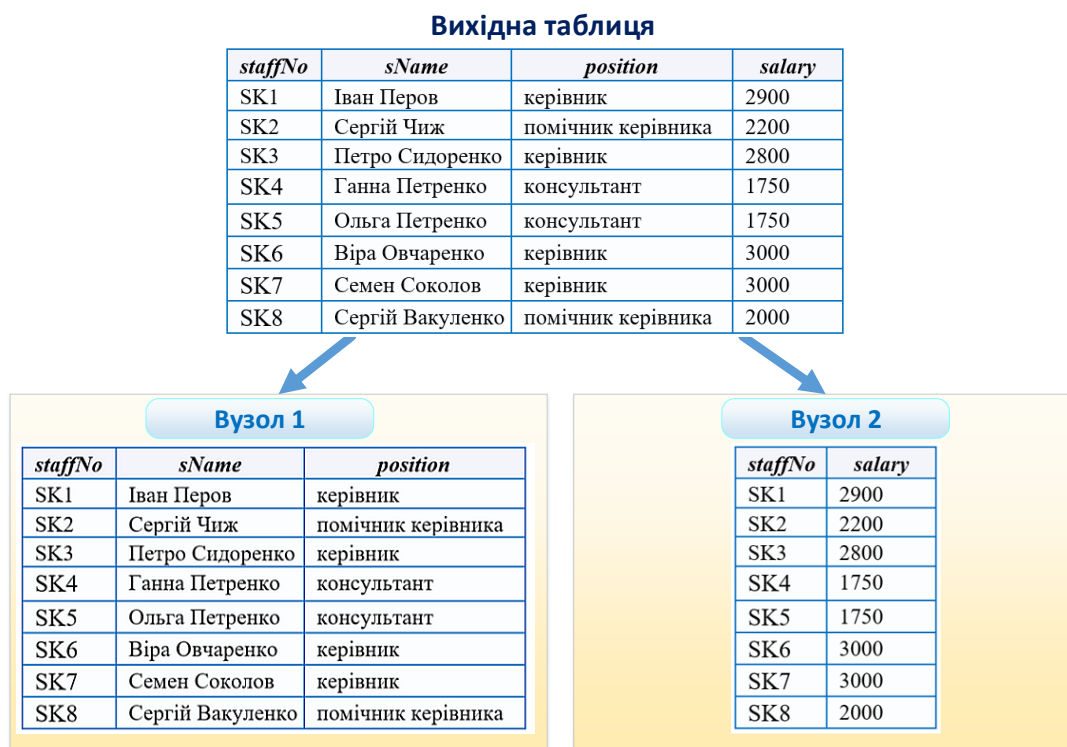 Вихідна таблиця
staffNo sName position salary
SK1 Іван Перов керівник 2900
SK2 Сергій Чиж помічник керівника 2200
SK3 Петро Сидоренко керівник 2800
SK4 Ганна Петренко консультант 1750
SK5 Ольга Петренко консультант 1750
SK6 Віра Овчаренко керівник 3000
SK7 Семен Соколов керівник 3000
SK8 Сергій Вакуленко помічник керівника 2000
Вузол 1
staffNo sName position
SK1 Іван Перов керівник
SK2 Сергій Чиж помічник керівника
SK3 Петро Сидоренко керівник
SK4 Ганна Петренко консультант
SK5 Ольга Петренко консультант
SK6 Віра Овчаренко керівник
SK7 Семен Соколов керівник
SK8 Сергій Вакуленко помічник керівника
Вузол 2
staffNo salary
SK1 2900
SK2 2200
SK3 2800
SK4 1750
SK5 1750
SK6 3000
SK7 3000
SK8 2000